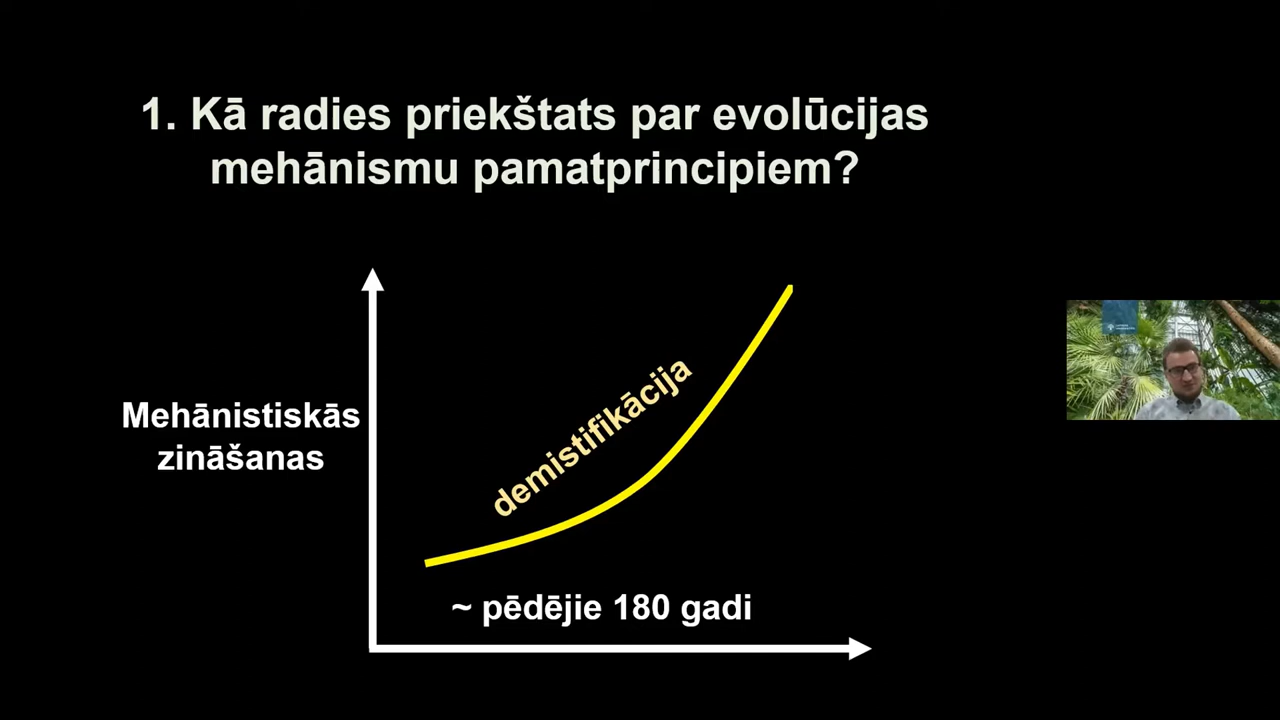 1. Kā radies priekštats par evolūcijas
mehānismu pamatprincipiem?
demistifikācija
Mehānistiskās
zināšanas
~ pēdējie 180 gadi